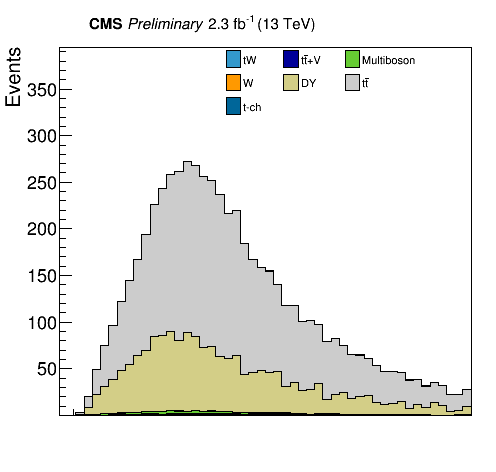 CMS Preliminary 2.3 fb⁻¹ (13 TeV)
Events
tW
tt̄+V
Multiboson
W
DY
tt̄
t-ch
350
300
250
200
150
100
50